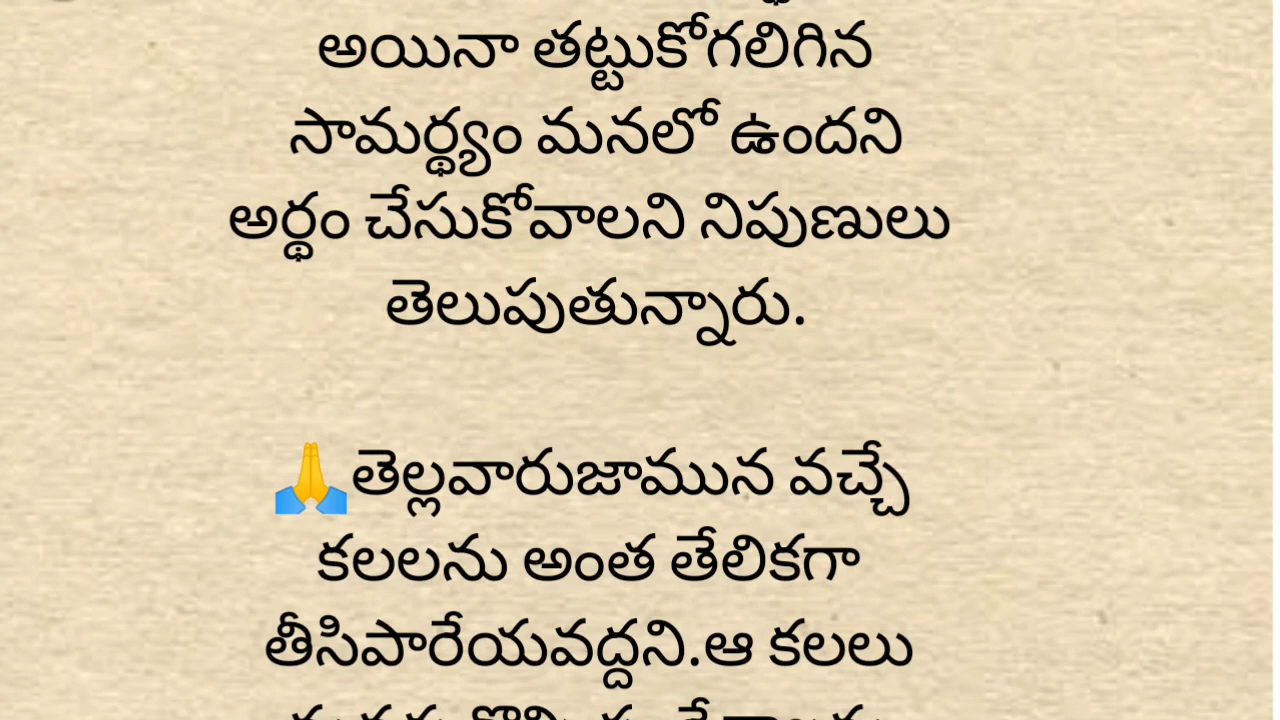 అయినా తట్టుకోగలిగిన
సామర్థ్యం మనలో ఉందని
అర్థం చేసుకోవాలని నిపుణులు
తెలుపుతున్నారు.
🙏తెల్లవారుజామున వచ్చే
కలలను అంత తేలికగా
తీసిపారేయవద్దని.ఆ కలలు